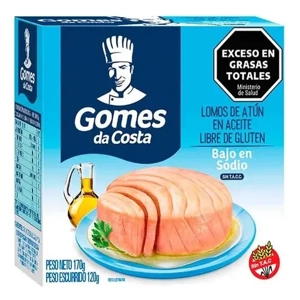 EXCESO EN
GRASAS
TOTALES
Ministerio
de Salud
Gomes
da Costa
LOMOS DE ATÚN
EN ACEITE
LIBRE DE GLUTEN
Bajo en
Sodio
SIN T.A.C.C.
PESO NETO 170g
PESO ESCURRIDO 120g
Sin T.A.C.C.